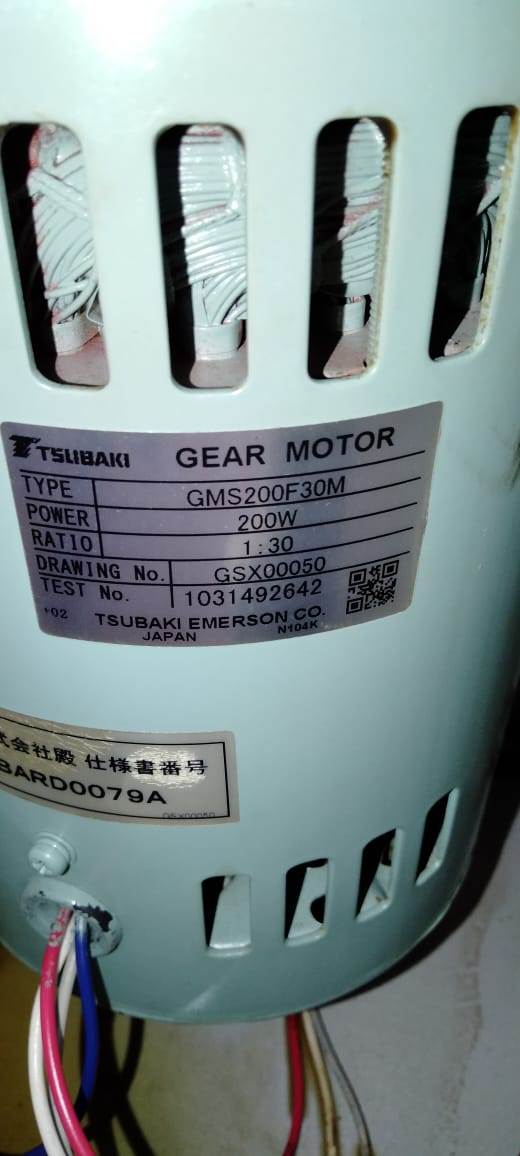 TSUBAKI GEAR MOTOR
TYPE GMS200F30M
POWER 200W
RATIO 1:30
DRAWING No. GSX00050
TEST No. 1031492642
+02 TSUBAKI EMERSON CO.
JAPAN N104K
式会社殿 仕様書番号
BARD0079A
GSX00050